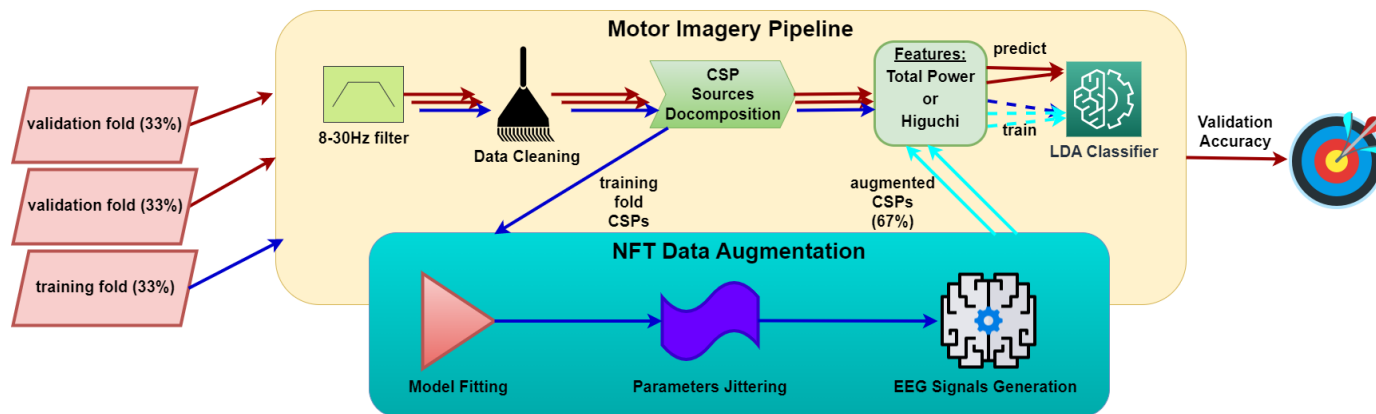 Motor Imagery Pipeline
validation fold (33%)
validation fold (33%)
training fold (33%)
8-30Hz filter
Data Cleaning
CSP
Sources
Docomposition
Features:
Total Power
or
Higuchi
predict
train
LDA Classifier
Validation
Accuracy
training
fold
CSPs
augmented
CSPs
(67%)
NFT Data Augmentation
Model Fitting
Parameters Jittering
EEG Signals Generation